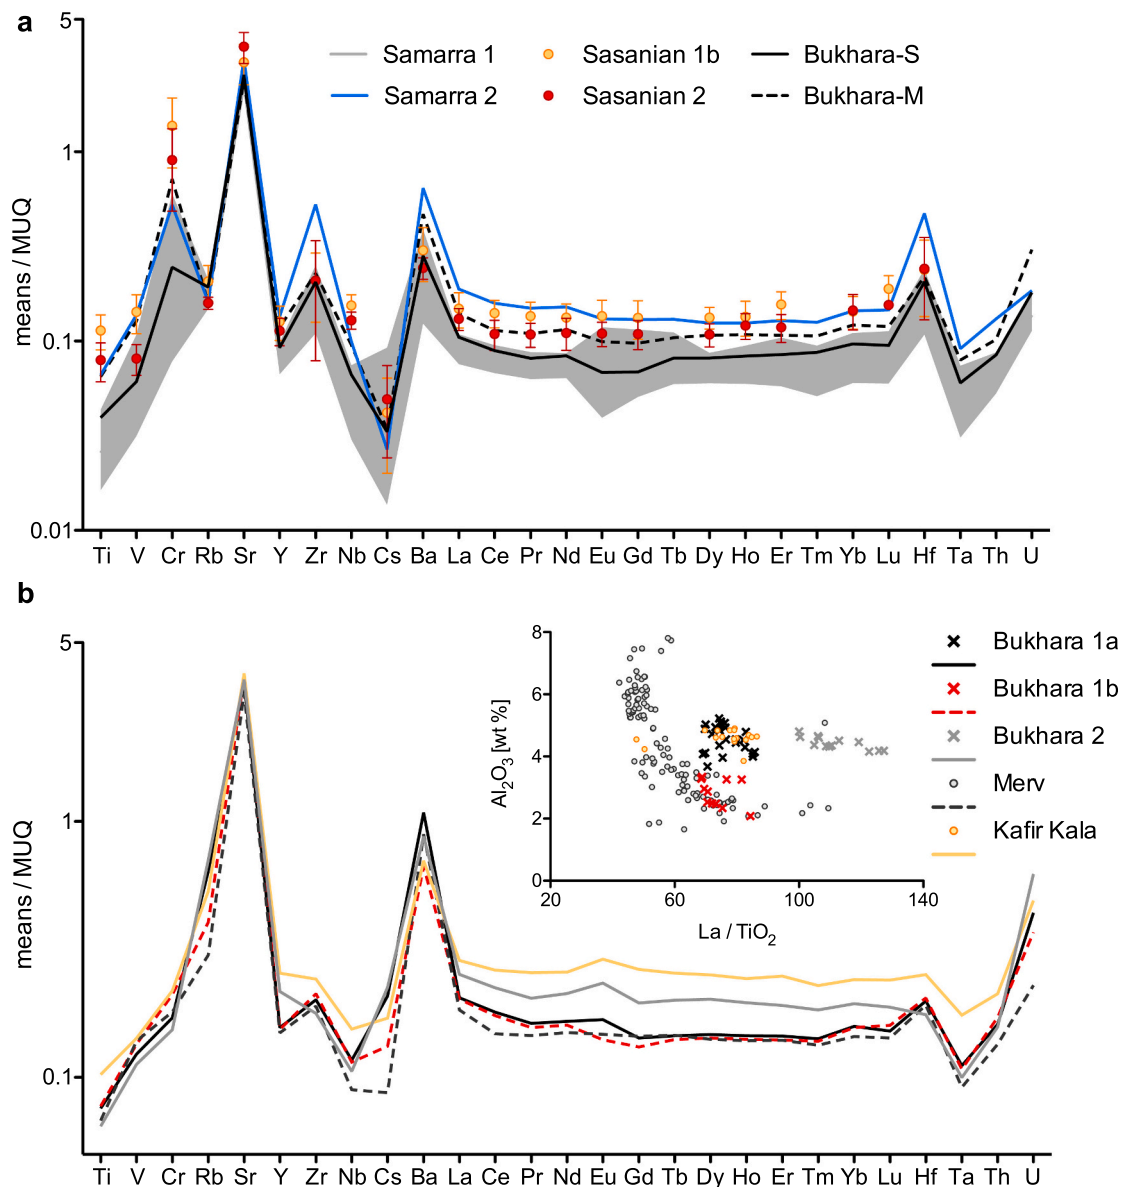 a
5
1
0.1
0.01
means / MUQ
Samarra 1 Sasanian 1b Bukhara-S
Samarra 2 Sasanian 2 Bukhara-M
Ti V Cr Rb Sr Y Zr Nb Cs Ba La Ce Pr Nd Eu Gd Tb Dy Ho Er Tm Yb Lu Hf Ta Th U
b
5
1
0.1
means / MUQ
8
6
4
2
0
Al₂O₃ [wt %]
20 60 100 140
La / TiO₂
Bukhara 1a
Bukhara 1b
Bukhara 2
Merv
Kafir Kala
Ti V Cr Rb Sr Y Zr Nb Cs Ba La Ce Pr Nd Eu Gd Tb Dy Ho Er Tm Yb Lu Hf Ta Th U